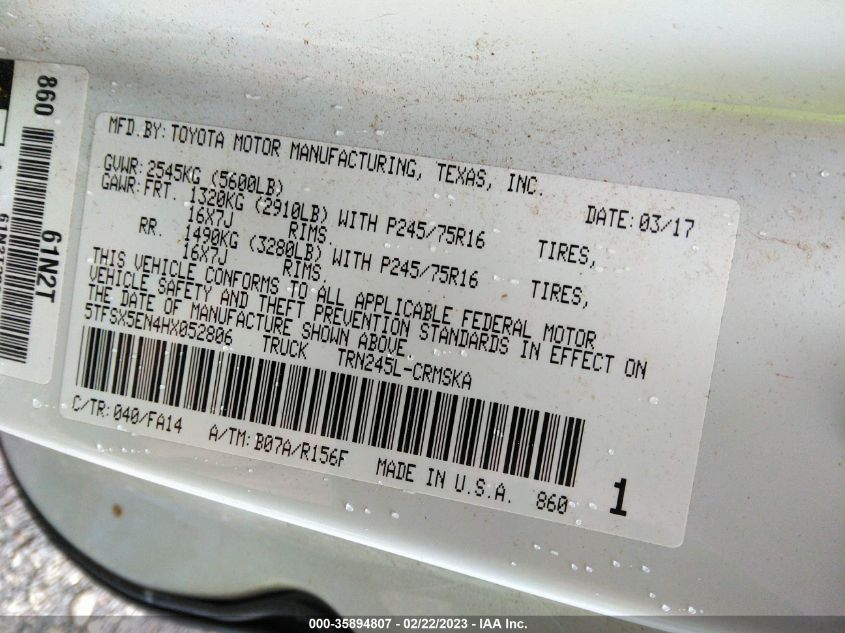 860
61N2T
MFD.BY: TOYOTA MOTOR MANUFACTURING, TEXAS, INC.
GVWR: 2545KG (5600LB) DATE: 03/17
GAWR: FRT. 1320KG (2910LB) WITH P245/75R16 TIRES,
16X7J RIMS.
RR. 1490KG (3280LB) WITH P245/75R16 TIRES,
16X7J RIMS.
THIS VEHICLE CONFORMS TO ALL APPLICABLE FEDERAL MOTOR
VEHICLE SAFETY AND THEFT PREVENTION STANDARDS IN EFFECT ON
THE DATE OF MANUFACTURE SHOWN ABOVE.
5TFSX5EN4HX052806 TRUCK TRN245L-CRMSKA
C/TR: 040/FA14
A/TM: B07A/R156F MADE IN U.S.A. 860 1
000-35894807 - 02/22/2023 - IAA Inc.